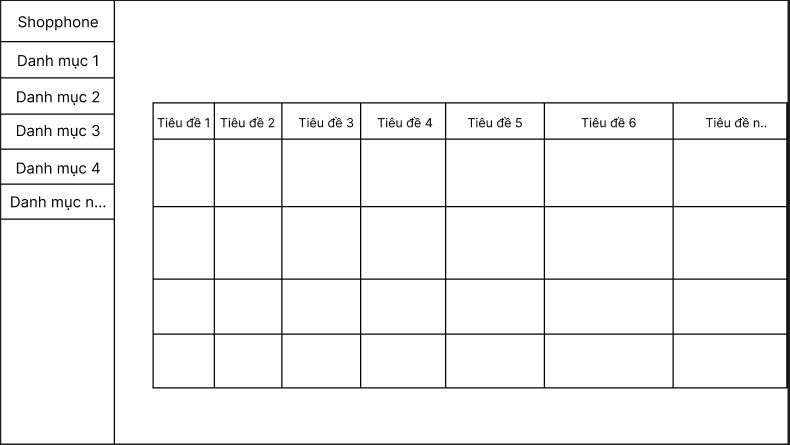 Shopphone
Danh mục 1
Danh mục 2
Danh mục 3
Danh mục 4
Danh mục n...
Tiêu đề 1 Tiêu đề 2 Tiêu đề 3 Tiêu đề 4 Tiêu đề 5 Tiêu đề 6 Tiêu đề n..